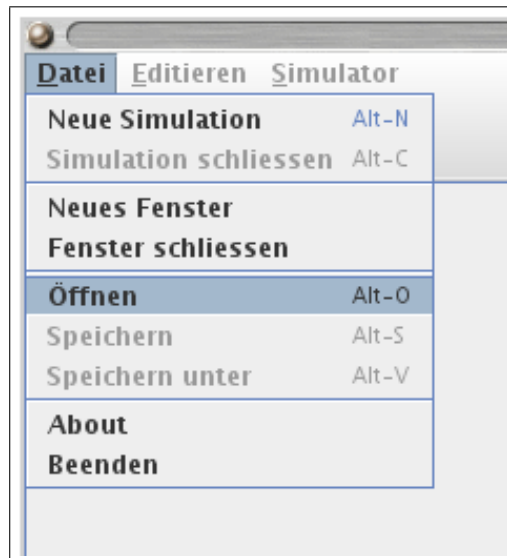 Datei Editieren Simulator
Neue Simulation Alt-N
Simulation schliessen Alt-C
Neues Fenster
Fenster schliessen
Öffnen Alt-O
Speichern Alt-S
Speichern unter Alt-V
About
Beenden